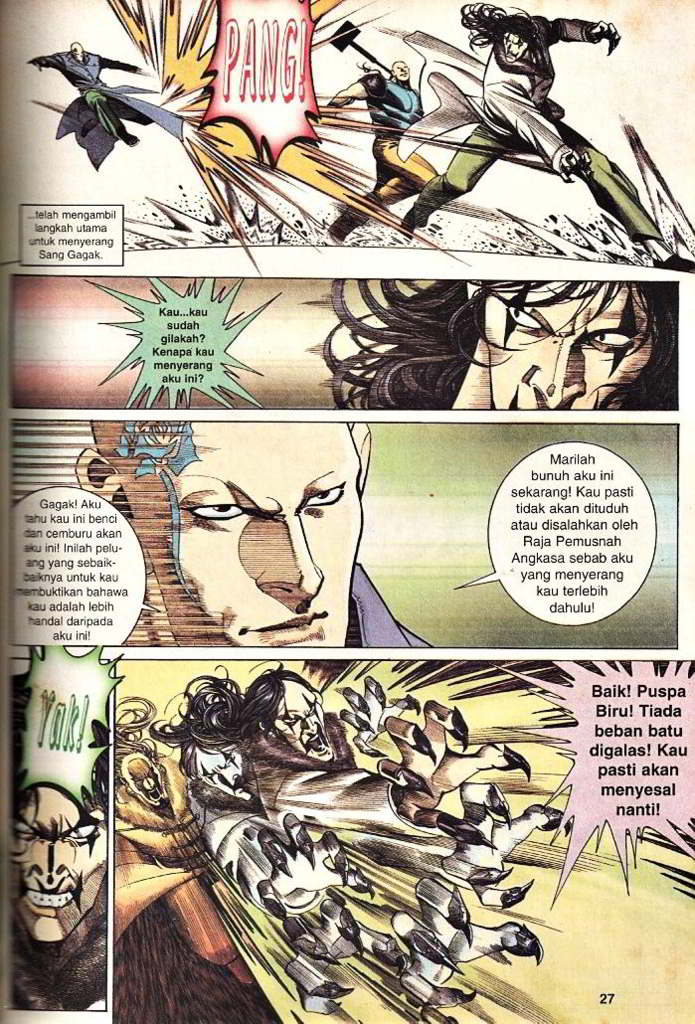 PANG!
...telah mengambil
langkah utama
untuk menyerang
Sang Gagak.
Kau...kau
sudah
gilakah?
Kenapa kau
menyerang
aku ini?
Gagak! Aku
tahu kau ini benci
dan cemburu akan
aku ini! Inilah pelu-
ang yang sebaik-
baiknya untuk kau
membuktikan bahawa
kau adalah lebih
handal daripada
aku ini!
Marilah
bunuh aku ini
sekarang! Kau pasti
tidak akan dituduh
atau disalahkan oleh
Raja Pemusnah
Angkasa sebab aku
yang menyerang
kau terlebih
dahulu!
Yak!
Baik! Puspa
Biru! Tiada
beban batu
digalas! Kau
pasti akan
menyesal
nanti!
27